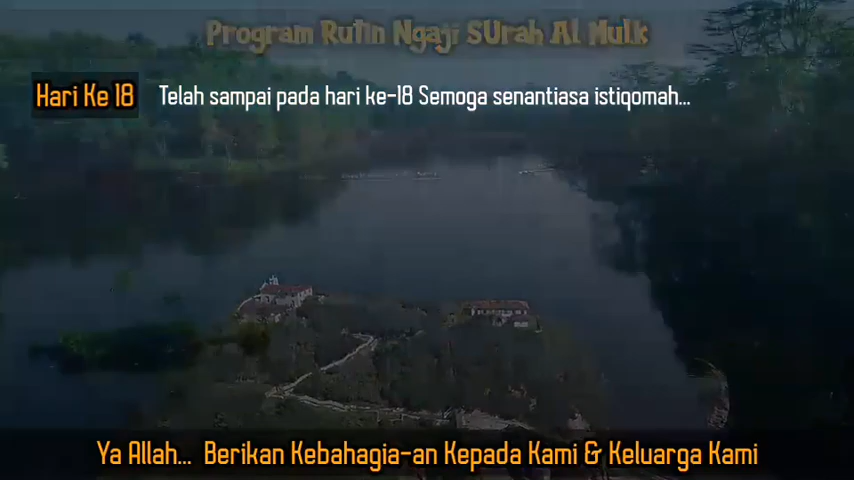 Program Rutin Ngaji SUrah AL Mulk
Hari Ke 18
Telah sampai pada hari ke-18 Semoga senantiasa istiqomah...
Ya Allah... Berikan Kebahagia-an Kepada Kami & Keluarga Kami